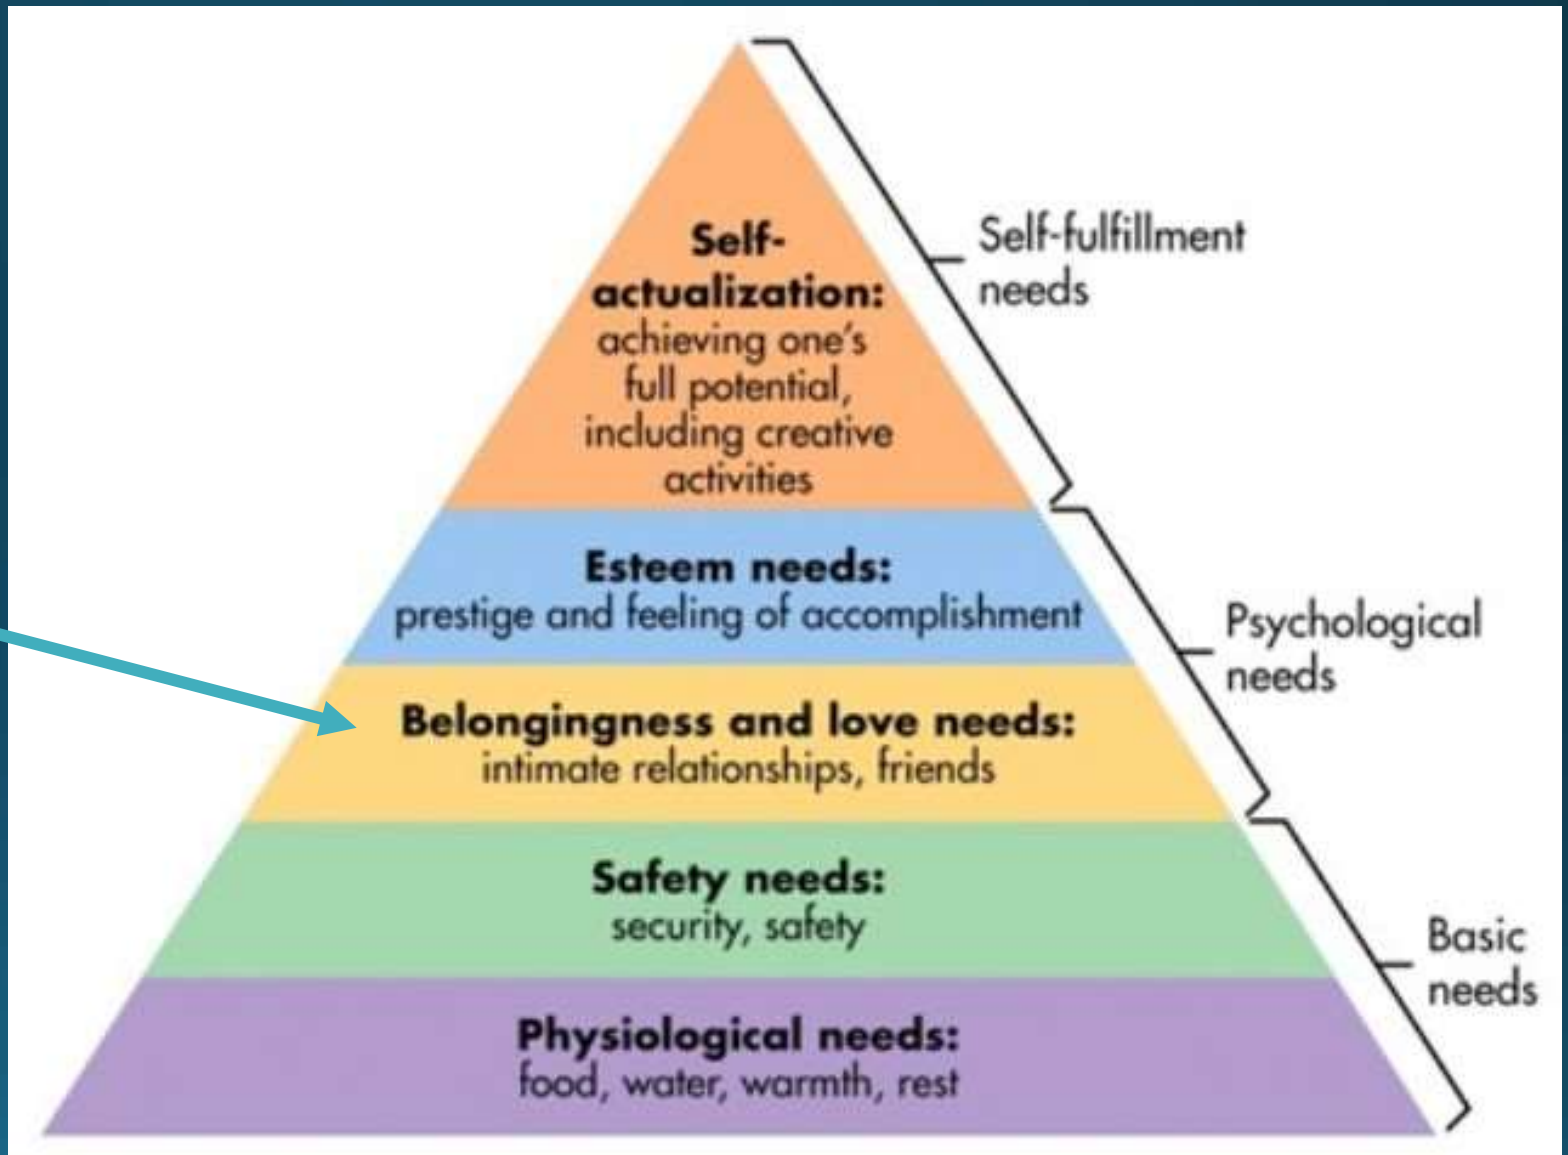 Self-
actualization:
achieving one's
full potential,
including creative
activities
Self-fulfillment
needs
Esteem needs:
prestige and feeling of accomplishment
Psychological
needs
Belongingness and love needs:
intimate relationships, friends
Safety needs:
security, safety
Basic
needs
Physiological needs:
food, water, warmth, rest